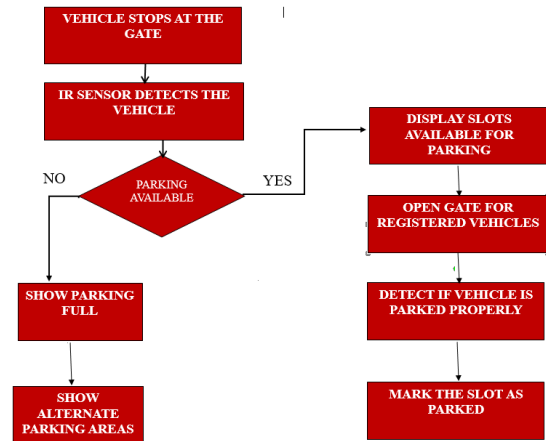 VEHICLE STOPS AT THE
GATE
IR SENSOR DETECTS THE
VEHICLE
PARKING
AVAILABLE
NO
YES
SHOW PARKING
FULL
SHOW
ALTERNATE
PARKING AREAS
DISPLAY SLOTS
AVAILABLE FOR
PARKING
OPEN GATE FOR
REGISTERED VEHICLES
DETECT IF VEHICLE IS
PARKED PROPERLY
MARK THE SLOT AS
PARKED